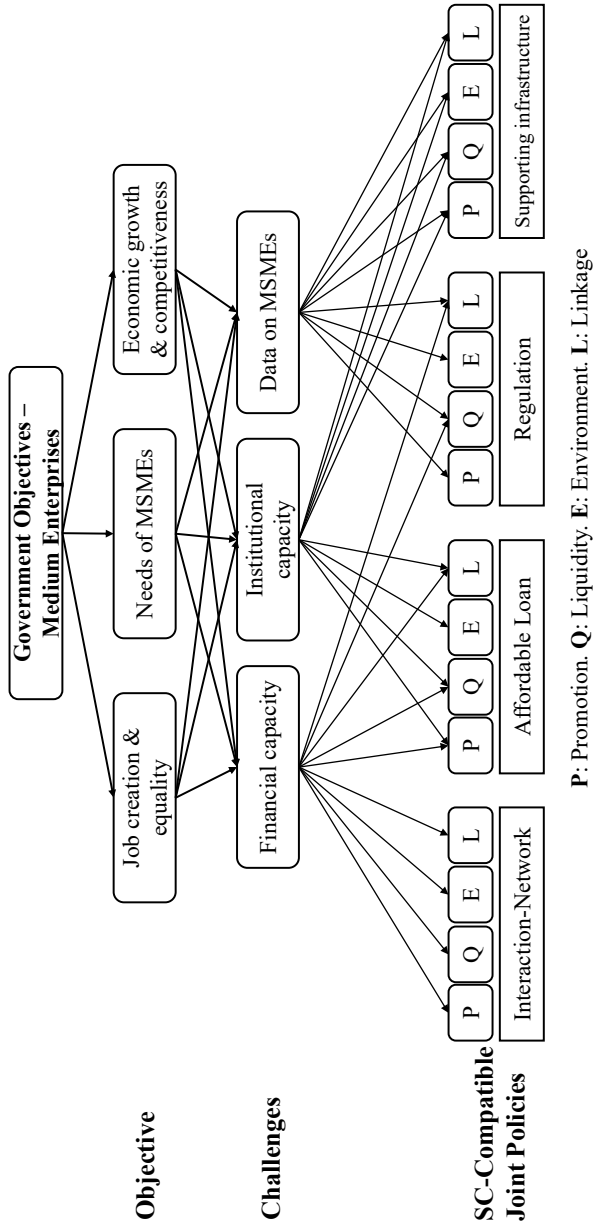 Government Objectives –
Medium Enterprises
Objective
Job creation &
equality
Needs of MSMEs
Economic growth
& competitiveness
Challenges
Financial capacity
Institutional
capacity
Data on MSMEs
SC-Compatible
Joint Policies
P Q E L
Interaction-Network
P Q E L
Affordable Loan
P Q E L
Regulation
P Q E L
Supporting infrastructure
P: Promotion. Q: Liquidity. E: Environment. L: Linkage